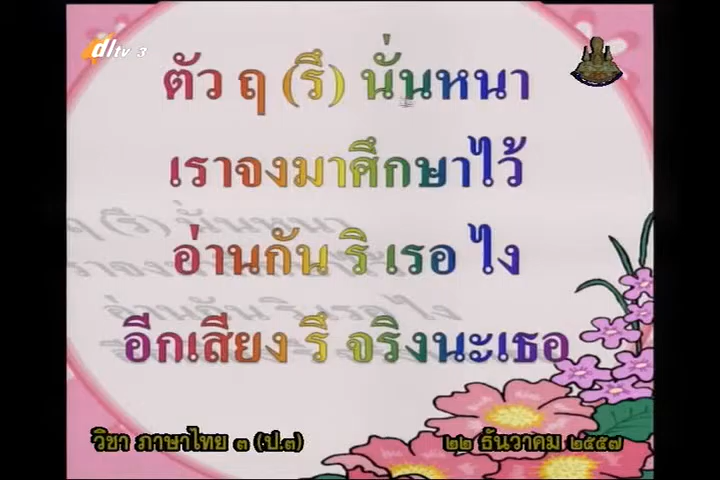 dltv 3
ตัว ฤ (รึ) นั่นหนา
เราจงมาศึกษาไว้
อ่านกัน ริ เรอ ไง
อีกเสียง รึ จริงนะเธอ
วิชา ภาษาไทย ๓ (ป.๓)
๒๒ ธันวาคม ๒๕๕๗